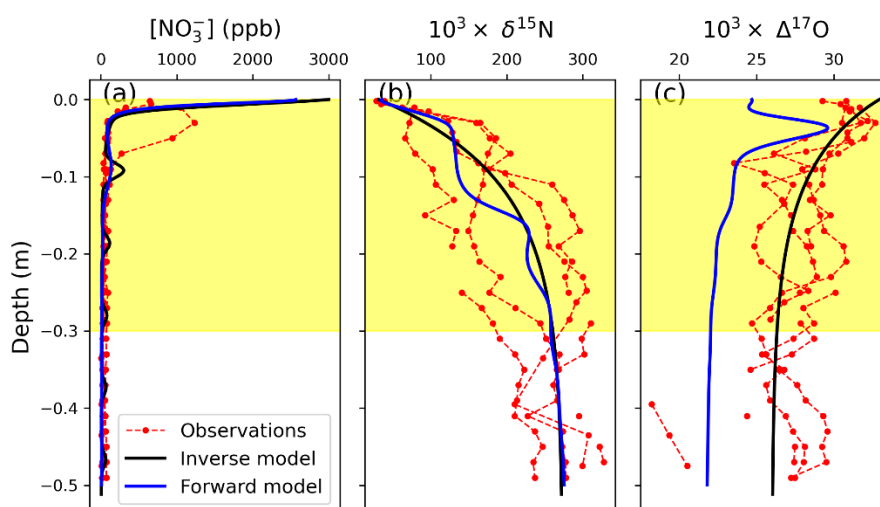 [NO₃⁻] (ppb)
10³ × δ¹⁵N
10³ × Δ¹⁷O
0 1000 2000 3000
100 200 300
20 25 30
(a) (b) (c)
0.0
−0.1
−0.2
−0.3
−0.4
−0.5
Depth (m)
Observations
Inverse model
Forward model